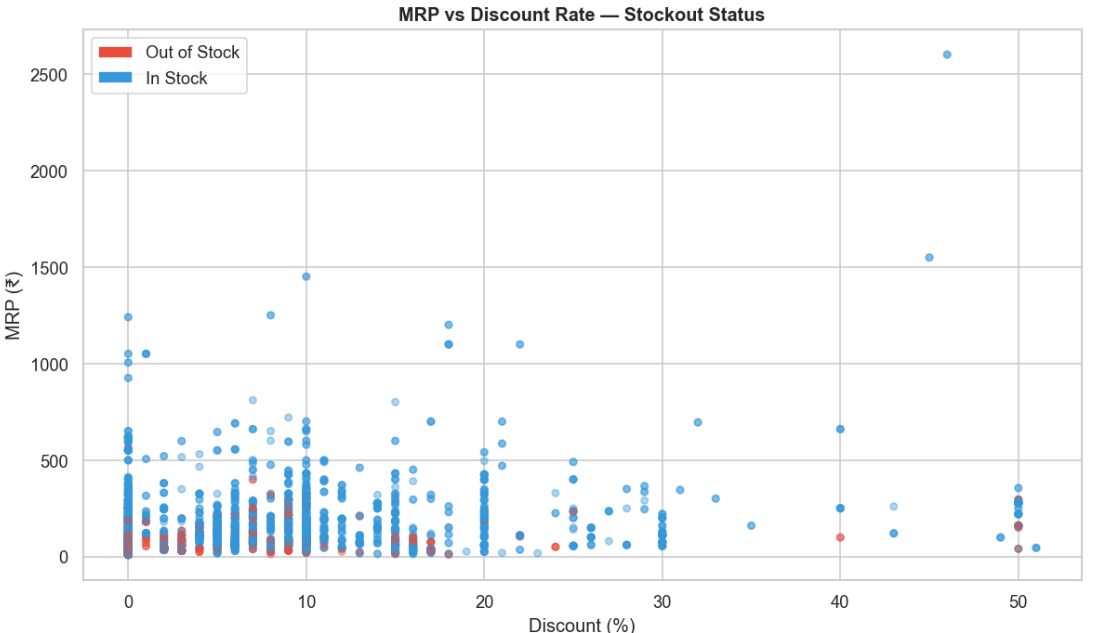 MRP vs Discount Rate — Stockout Status
Out of Stock
In Stock
MRP (₹)
2500
2000
1500
1000
500
0
0 10 20 30 40 50
Discount (%)